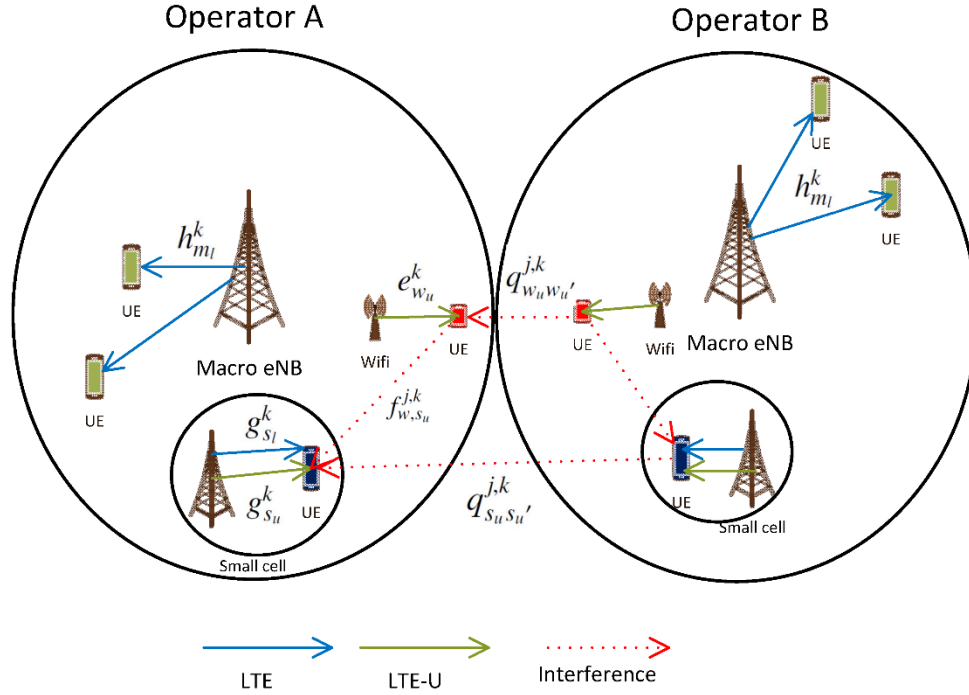 Operator A
Operator B
UE
h_{m_l}^k
UE
h_{m_l}^k
UE
e_{w_u}^k
q_{w_u w_{u'}}^{j,k}
UE
Wifi
UE
UE
Wifi
Macro eNB
Macro eNB
UE
f_{w,s_u}^{j,k}
g_{s_l}^k
g_{s_u}^k
UE
q_{s_u s_{u'}}^{j,k}
UE
Small cell
Small cell
LTE
LTE-U
Interference